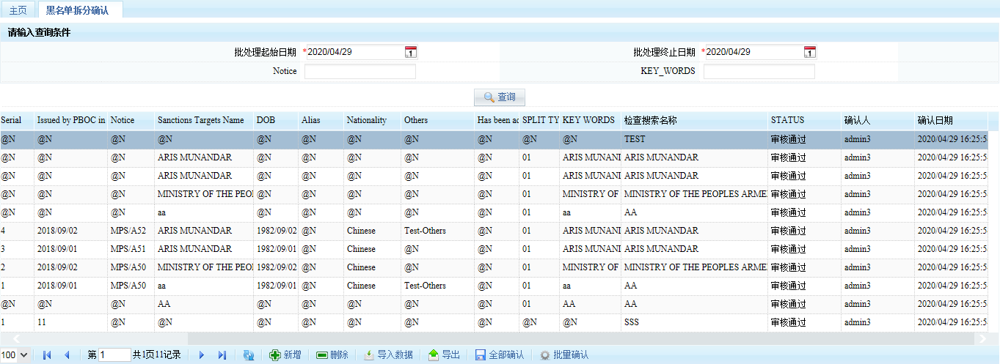 主页 黑名单拆分确认
请输入查询条件
批处理起始日期 *2020/04/29 批处理终止日期 *2020/04/29
Notice KEY_WORDS
查询
Serial Issued by PBOC in Notice Sanctions Targets Name DOB Alias Nationality Others Has been ac SPLIT TY KEY WORDS 检查搜索名称 STATUS 确认人 确认日期
@N @N @N @N @N @N @N @N @N @N @N TEST 审核通过 admin3 2020/04/29 16:25:5
@N @N @N ARIS MUNANDAR @N @N @N @N @N 01 ARIS MUNANI ARIS MUNANDAR 审核通过 admin3 2020/04/29 16:25:5
@N @N @N ARIS MUNANDAR @N @N @N @N @N 01 ARIS MUNANI ARIS MUNANDAR 审核通过 admin3 2020/04/29 16:25:5
@N @N @N MINISTRY OF THE PEOI @N @N @N @N @N 01 MINISTRY OF MINISTRY OF THE PEOPLES ARME 审核通过 admin3 2020/04/29 16:25:5
@N @N @N aa @N @N @N @N @N 01 aa AA 审核通过 admin3 2020/04/29 16:25:5
4 2018/09/02 MPS/A52 ARIS MUNANDAR 1982/09/02 @N Chinese Test-Others @N 01 ARIS MUNANI ARIS MUNANDAR 审核通过 admin3 2020/04/29 16:25:5
3 2018/09/01 MPS/A51 ARIS MUNANDAR 1982/09/01 @N Chinese @N @N 01 ARIS MUNANI ARIS MUNANDAR 审核通过 admin3 2020/04/29 16:25:5
2 2018/09/01 MPS/A50 MINISTRY OF THE PEOI 1982/09/02 @N Chinese @N @N 01 MINISTRY OF MINISTRY OF THE PEOPLES ARME 审核通过 admin3 2020/04/29 16:25:5
1 2018/09/01 MPS/A50 aa 1982/09/01 @N Chinese Test-Others @N 01 aa AA 审核通过 admin3 2020/04/29 16:25:5
@N @N @N AA @N @N @N @N @N 01 AA AA 审核通过 admin3 2020/04/29 16:25:5
1 11 @N @N @N @N @N @N @N @N @N SSS 审核通过 admin3 2020/04/29 16:25:5
100 第 1 共1页11记录 新增 删除 导入数据 导出 全部确认 批量确认